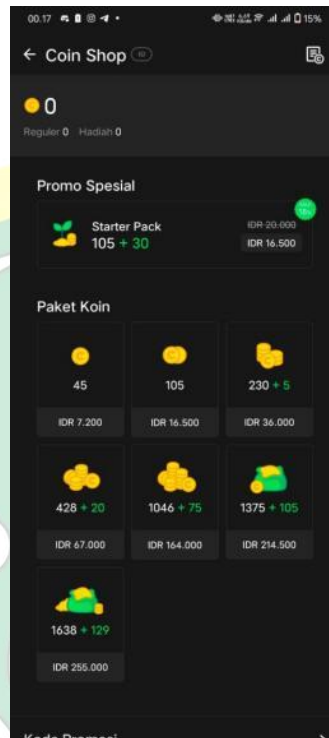 00.17
15%
Coin Shop
0
Reguler 0 Hadiah 0
Promo Spesial
Starter Pack
105 + 30
IDR 20.000
IDR 16.500
Paket Koin
45
105
230 + 5
IDR 7.200
IDR 16.500
IDR 36.000
428 + 20
1046 + 75
1375 + 105
IDR 67.000
IDR 164.000
IDR 214.500
1638 + 129
IDR 255.000
Kode Promosi